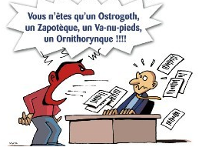 Vous n'êtes qu'un Ostrogoth,
un Zapotèque, un Va-nu-pieds,
un Ornithorynque !!!!